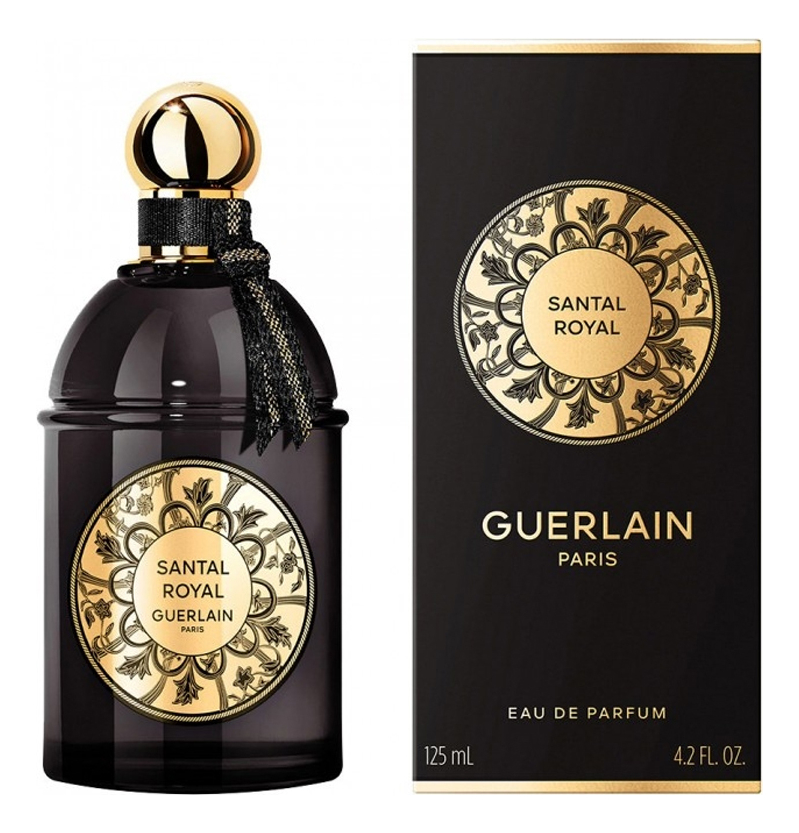 SANTAL
ROYAL
GUERLAIN
PARIS
SANTAL
ROYAL
GUERLAIN
PARIS
EAU DE PARFUM
125 mL
4.2 FL. OZ.